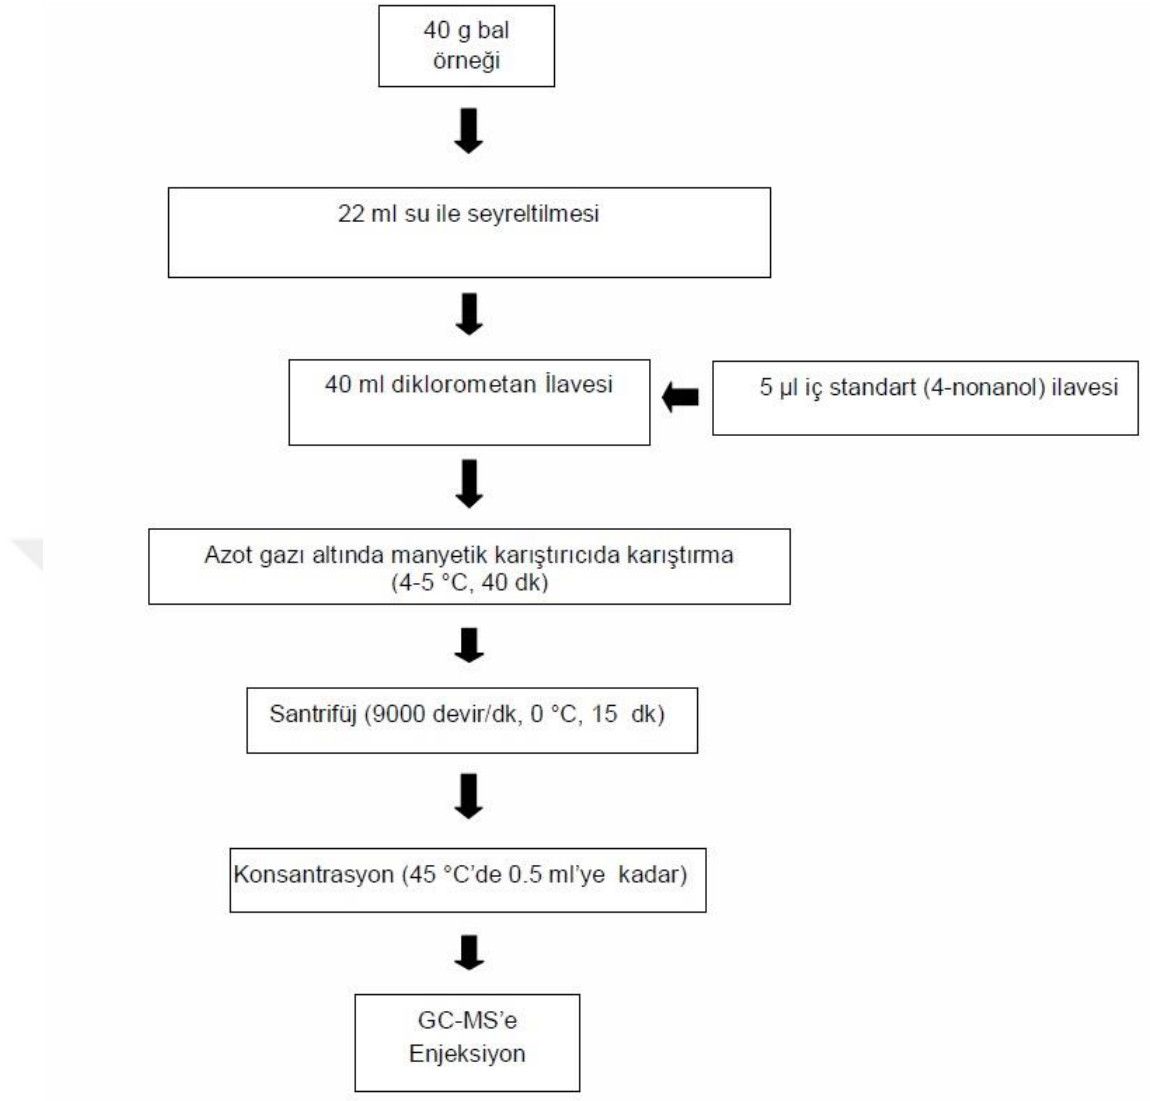 40 g bal
örneği
22 ml su ile seyreltilmesi
40 ml diklorometan İlavesi
5 µl iç standart (4-nonanol) ilavesi
Azot gazı altında manyetik karıştırıcıda karıştırma
(4-5 °C, 40 dk)
Santrifüj (9000 devir/dk, 0 °C, 15 dk)
Konsantrasyon (45 °C’de 0.5 ml’ye kadar)
GC-MS’e
Enjeksiyon